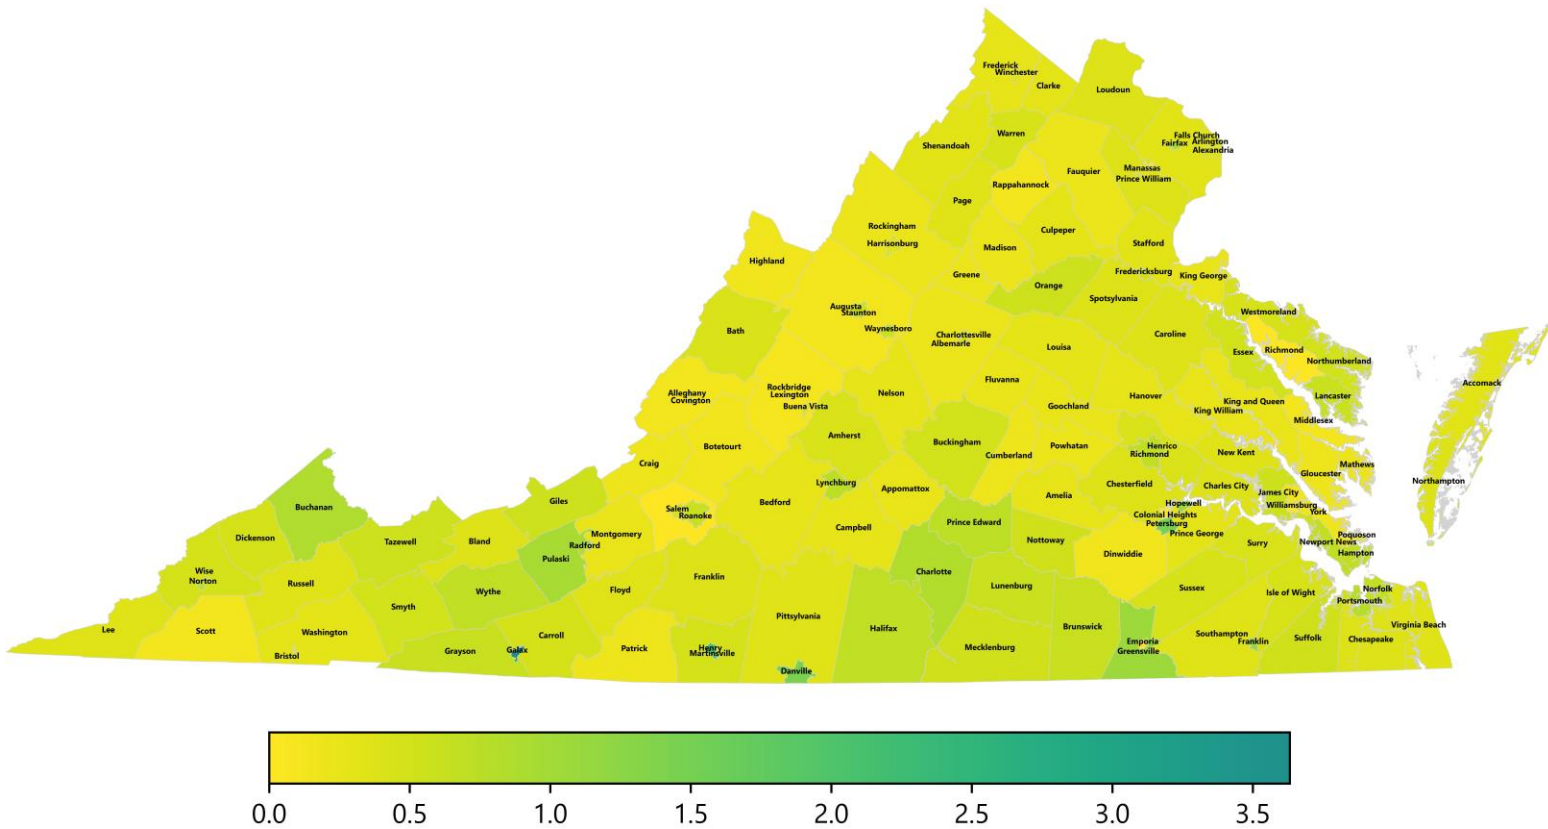 Frederick
Winchester
Clarke
Loudoun
Warren
Shenandoah
Falls Church
Fairfax
Arlington
Alexandria
Manassas
Prince William
Fauquier
Rappahannock
Page
Rockingham
Harrisonburg
Culpeper
Madison
Stafford
Highland
Greene
Fredericksburg
King George
Orange
Spotsylvania
Augusta
Staunton
Waynesboro
Westmoreland
Bath
Charlottesville
Albemarle
Louisa
Caroline
Essex
Richmond
Northumberland
Accomack
Alleghany
Covington
Rockbridge
Lexington
Buena Vista
Nelson
Fluvanna
Goochland
Hanover
King and Queen
King William
Lancaster
Middlesex
Amherst
Buckingham
Botetourt
Cumberland
Powhatan
Henrico
Richmond
New Kent
Craig
Gloucester
Mathews
Lynchburg
Appomattox
Bedford
Amelia
Chesterfield
Charles City
James City
Williamsburg
York
Northampton
Giles
Buchanan
Salem
Roanoke
Hopewell
Colonial Heights
Petersburg
Prince George
Campbell
Prince Edward
Dickenson
Tazewell
Bland
Montgomery
Radford
Pulaski
Nottoway
Dinwiddie
Surry
Poquoson
Newport News
Hampton
Wise
Norton
Russell
Wythe
Franklin
Floyd
Charlotte
Lunenburg
Sussex
Isle of Wight
Norfolk
Portsmouth
Smyth
Pittsylvania
Halifax
Brunswick
Virginia Beach
Lee
Scott
Washington
Carroll
Southampton
Franklin
Suffolk
Chesapeake
Bristol
Grayson
Galax
Patrick
Henry
Martinsville
Mecklenburg
Emporia
Greensville
Danville
0.0 0.5 1.0 1.5 2.0 2.5 3.0 3.5